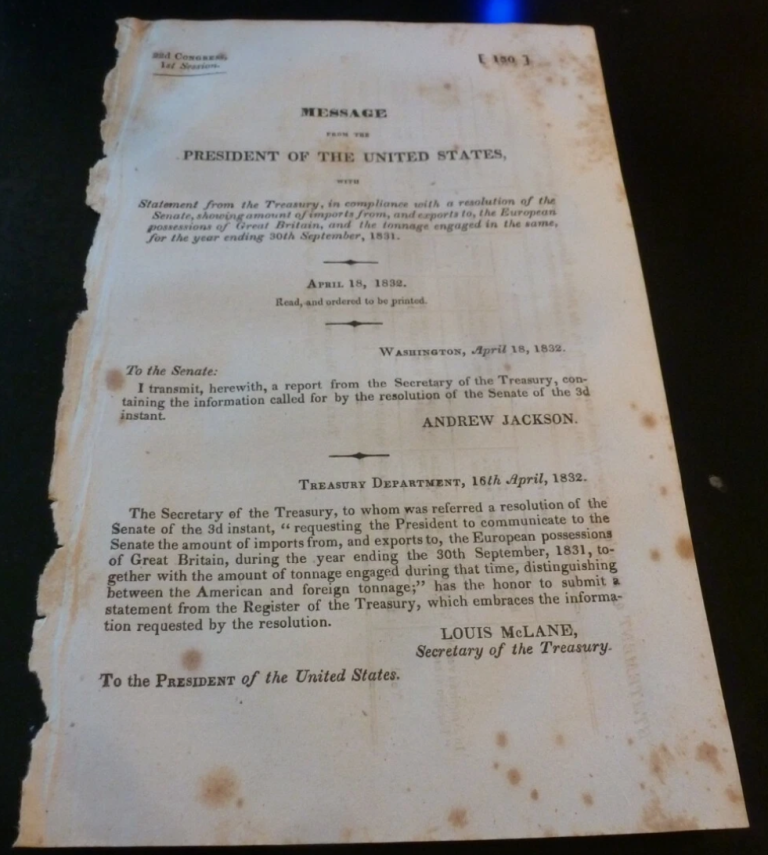 22d Congress,
1st Session.
[ 130 ]
MESSAGE
FROM THE
PRESIDENT OF THE UNITED STATES,
WITH
Statement from the Treasury, in compliance with a resolution of the
Senate, showing amount of imports from, and exports to, the European
possessions of Great Britain, and the tonnage engaged in the same,
for the year ending 30th September, 1831.
April 18, 1832.
Read, and ordered to be printed.
Washington, April 18, 1832.
To the Senate:
I transmit, herewith, a report from the Secretary of the Treasury, con-
taining the information called for by the resolution of the Senate of the 3d
instant.
ANDREW JACKSON.
Treasury Department, 16th April, 1832.
The Secretary of the Treasury, to whom was referred a resolution of the
Senate of the 3d instant, “ requesting the President to communicate to the
Senate the amount of imports from, and exports to, the European possessions
of Great Britain, during the year ending the 30th September, 1831, to-
gether with the amount of tonnage engaged during that time, distinguishing
between the American and foreign tonnage;” has the honor to submit a
statement from the Register of the Treasury, which embraces the informa-
tion requested by the resolution.
LOUIS McLANE,
Secretary of the Treasury.
To the President of the United States.